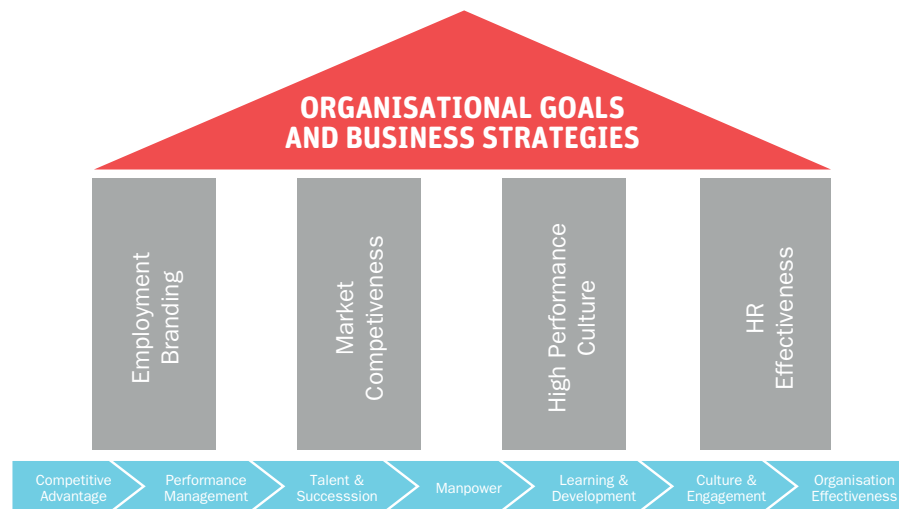 ORGANISATIONAL GOALS
AND BUSINESS STRATEGIES
Employment
Branding
Market
Competiveness
High Performance
Culture
HR
Effectiveness
Competitive
Advantage
Performance
Management
Talent &
Successsion
Manpower
Learning &
Development
Culture &
Engagement
Organisation
Effectiveness